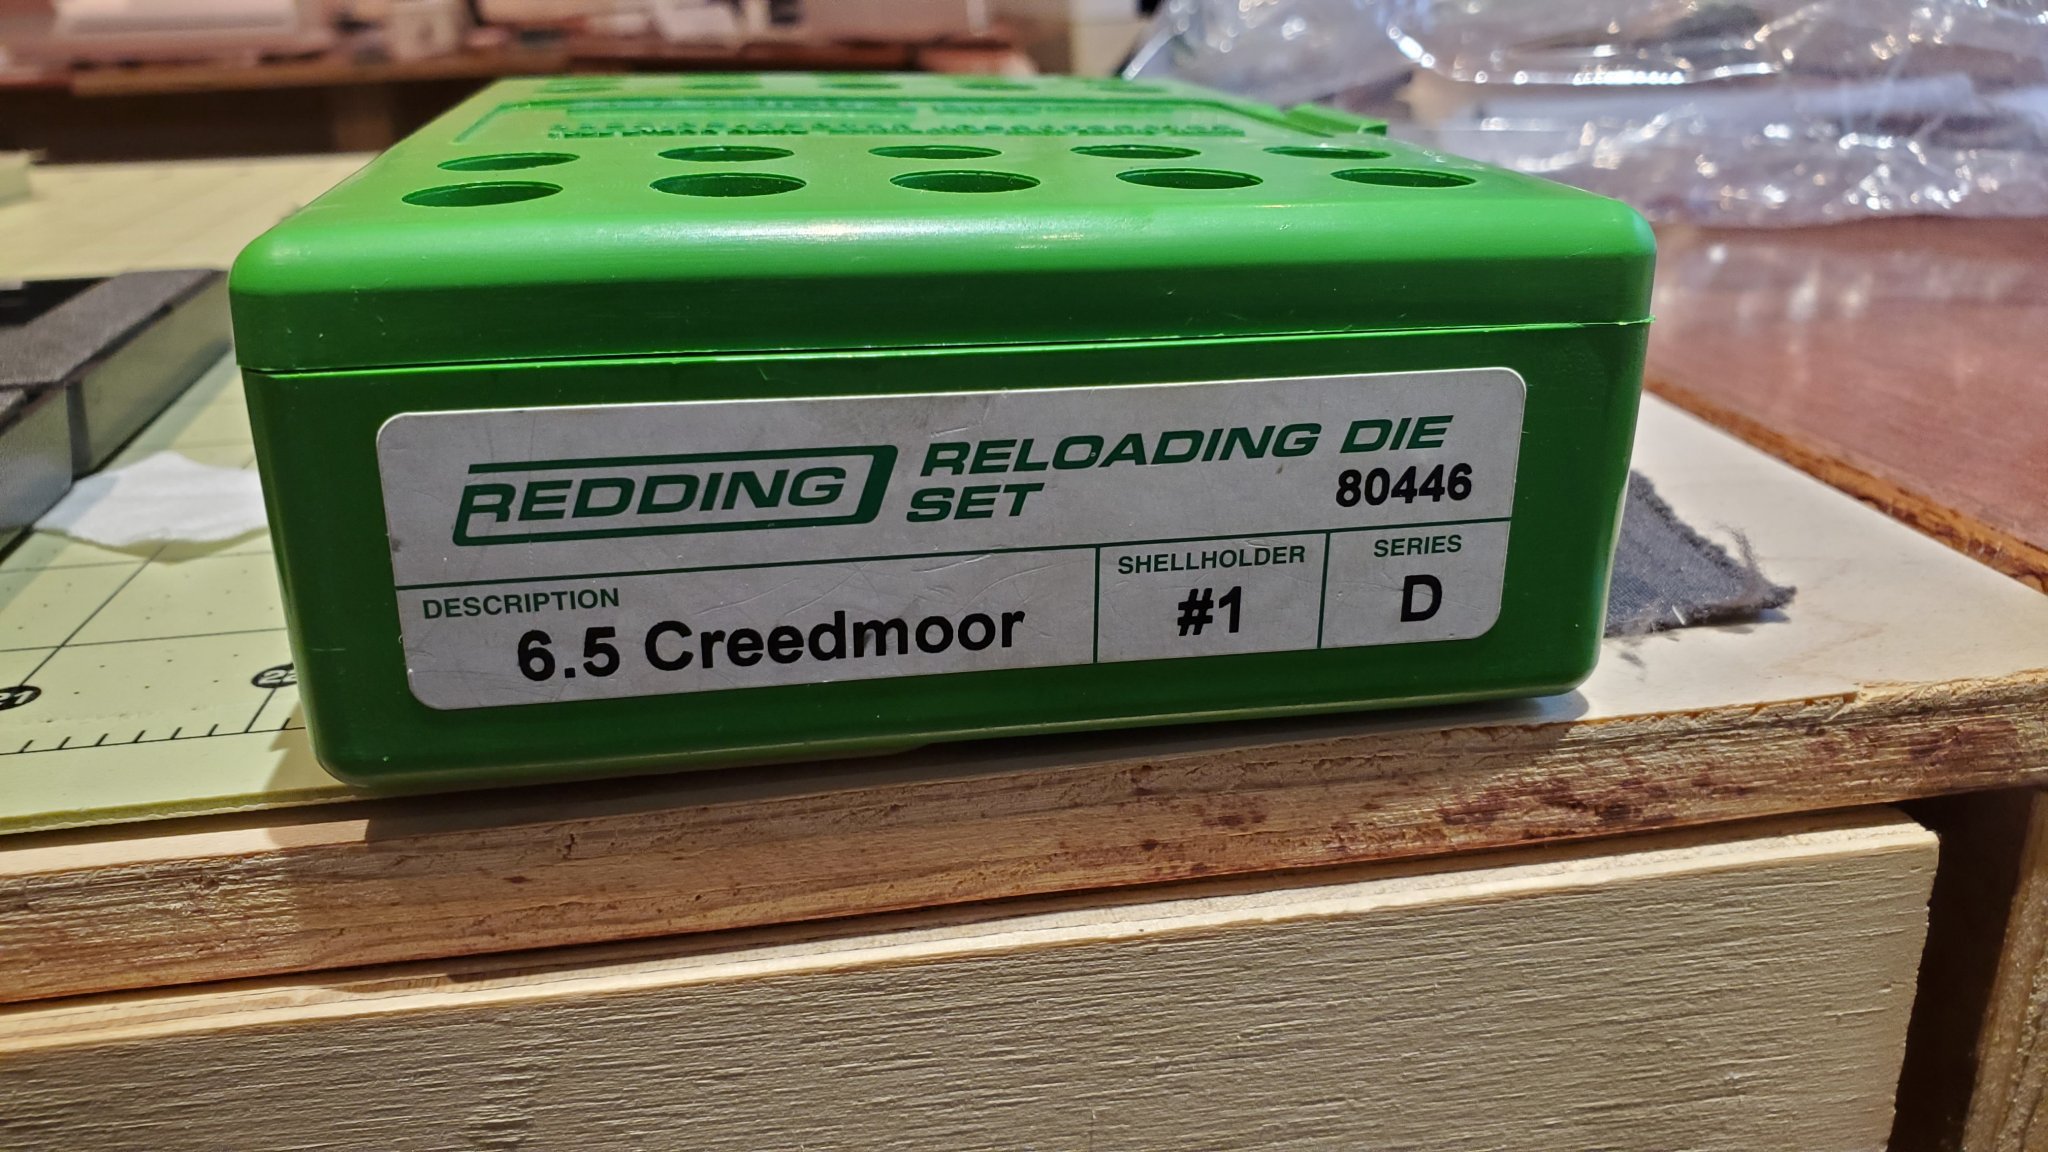 REDDING RELOADING DIE
SET 80446
DESCRIPTION
6.5 Creedmoor
SHELLHOLDER
#1
SERIES
D